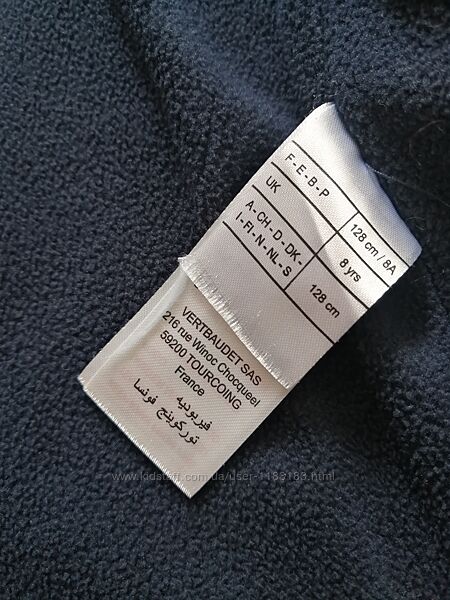 F - E - B - P
128 cm / 8A
UK
8 yrs
A - CH - D - DK -
I - FI - N - NL - S
128 cm
VERTBAUDET SAS
216 rue Winoc Chocqueel
59200 TOURCOING
France
فيربوديه
توركوينج فرنسا
www.kidstaff.com.ua/user-1183183.html